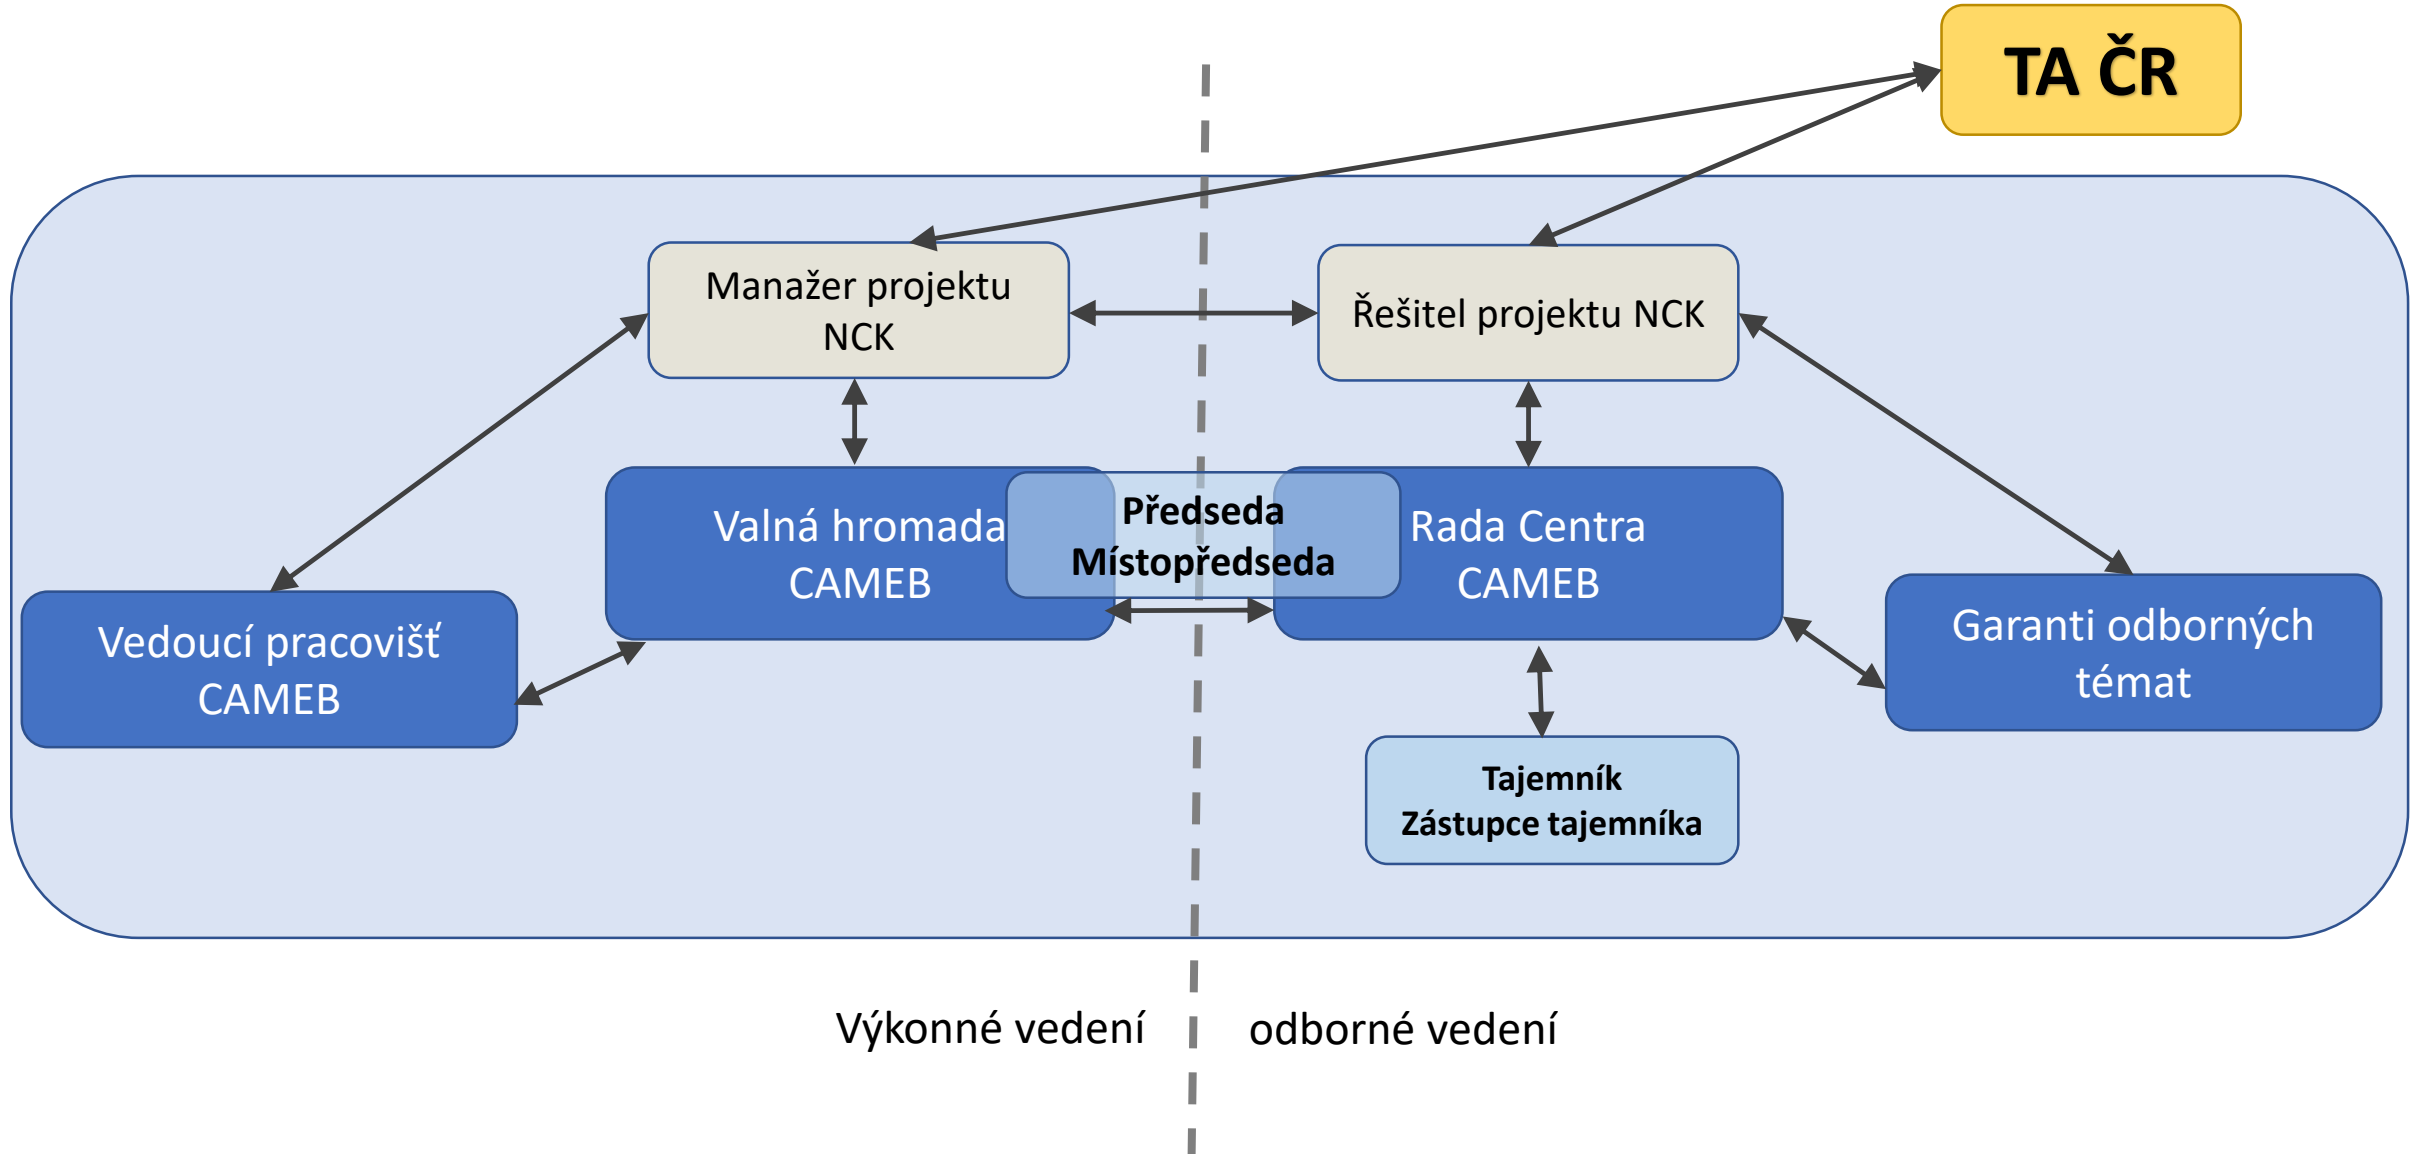 TA ČR
Manažer projektu
NCK
Řešitel projektu NCK
Valná hromada
CAMEB
Předseda
Místopředseda
Rada Centra
CAMEB
Vedoucí pracovišť
CAMEB
Garanti odborných
témat
Tajemník
Zástupce tajemníka
Výkonné vedení
odborné vedení